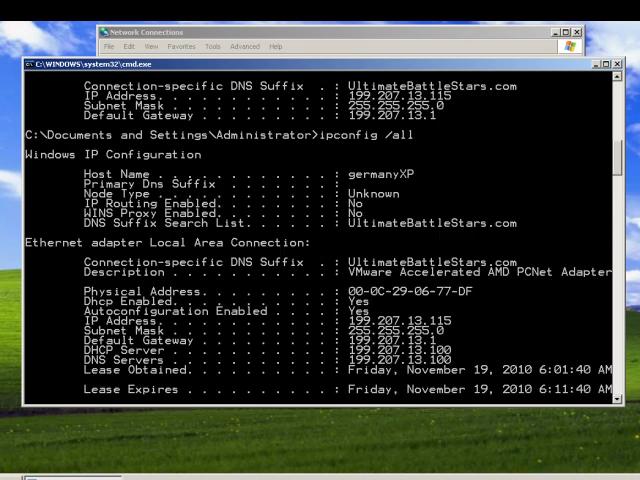 Network Connections
File Edit View Favorites Tools Advanced Help
C:\WINDOWS\system32\cmd.exe
Connection-specific DNS Suffix . : UltimateBattleStars.com
IP Address. . . . . . . . . . . . : 199.207.13.115
Subnet Mask . . . . . . . . . . . : 255.255.255.0
Default Gateway . . . . . . . . . : 199.207.13.1
C:\Documents and Settings\Administrator>ipconfig /all
Windows IP Configuration
Host Name . . . . . . . . . . . . : germanyXP
Primary Dns Suffix . . . . . . . :
Node Type . . . . . . . . . . . . : Unknown
IP Routing Enabled. . . . . . . . : No
WINS Proxy Enabled. . . . . . . . : No
DNS Suffix Search List. . . . . . : UltimateBattleStars.com
Ethernet adapter Local Area Connection:
Connection-specific DNS Suffix . : UltimateBattleStars.com
Description . . . . . . . . . . . : VMware Accelerated AMD PCNet Adapter
Physical Address. . . . . . . . . : 00-0C-29-06-77-DF
Dhcp Enabled. . . . . . . . . . . : Yes
Autoconfiguration Enabled . . . . : Yes
IP Address. . . . . . . . . . . . : 199.207.13.115
Subnet Mask . . . . . . . . . . . : 255.255.255.0
Default Gateway . . . . . . . . . : 199.207.13.1
DHCP Server . . . . . . . . . . . : 199.207.13.100
DNS Servers . . . . . . . . . . . : 199.207.13.100
Lease Obtained. . . . . . . . . . : Friday, November 19, 2010 6:01:40 AM
Lease Expires . . . . . . . . . . : Friday, November 19, 2010 6:11:40 AM